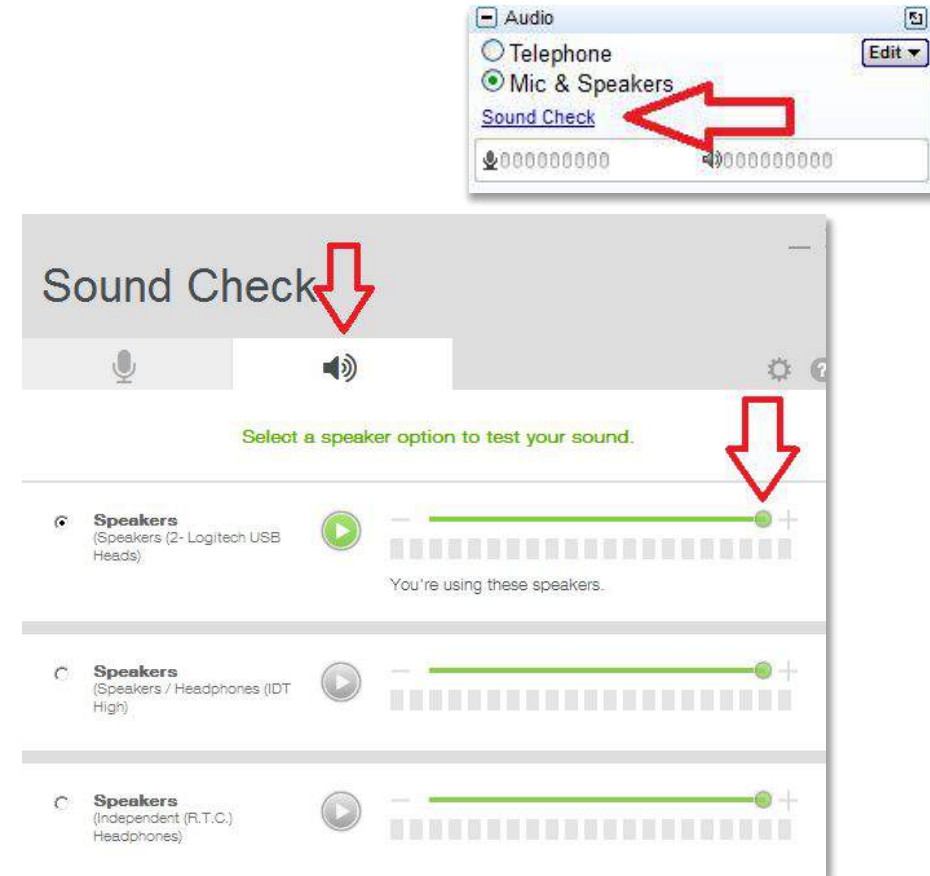 Audio
Telephone
Edit
Mic & Speakers
Sound Check
000000000 000000000
Sound Check
?
Select a speaker option to test your sound.
Speakers
(Speakers (2- Logitech USB
Heads)
You're using these speakers.
Speakers
(Speakers / Headphones (IDT
High)
Speakers
(Independent (R.T.C.)
Headphones)